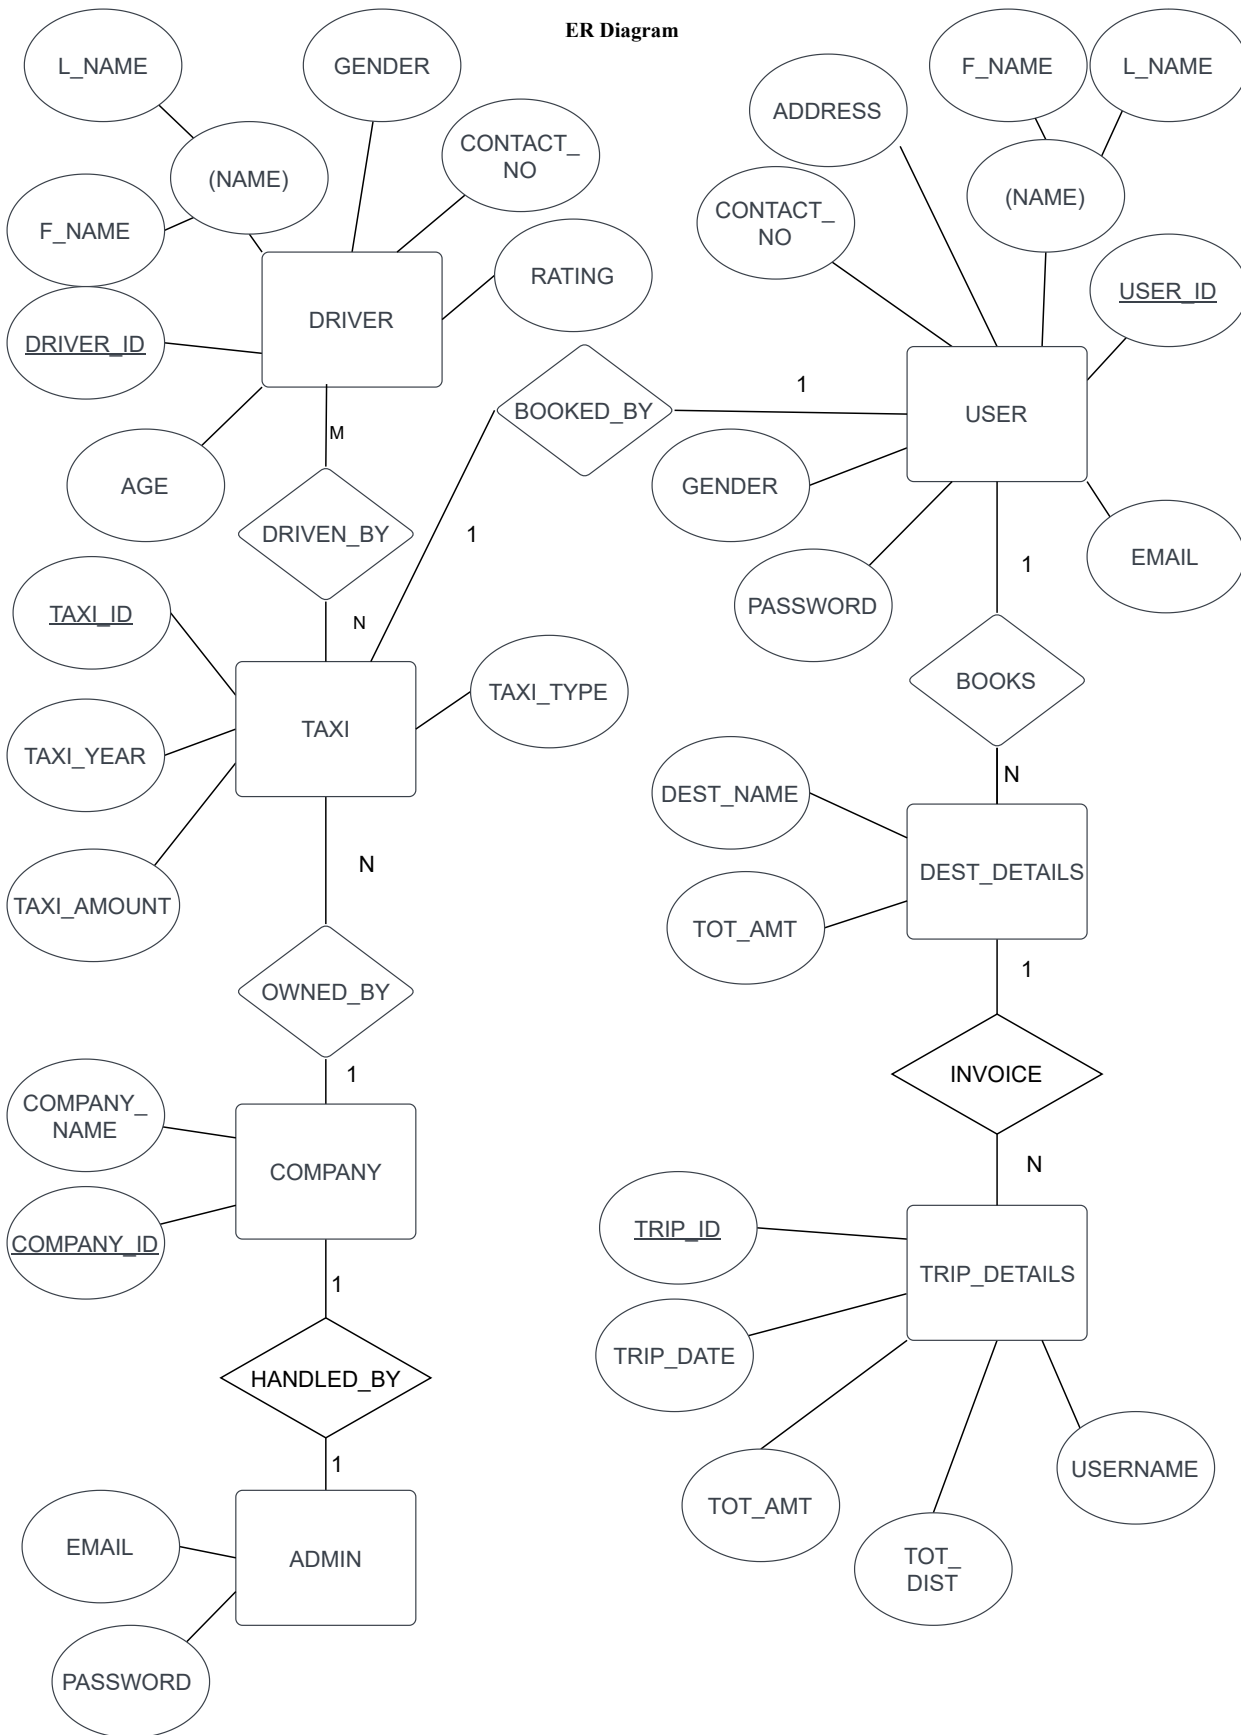 ER Diagram
L_NAME
GENDER
F_NAME
L_NAME
ADDRESS
CONTACT_
NO
(NAME)
(NAME)
CONTACT_
NO
F_NAME
RATING
USER_ID
DRIVER
DRIVER_ID
BOOKED_BY
1
USER
M
AGE
GENDER
DRIVEN_BY
1
EMAIL
1
TAXI_ID
PASSWORD
N
BOOKS
TAXI_TYPE
TAXI
TAXI_YEAR
N
DEST_NAME
N
DEST_DETAILS
TAXI_AMOUNT
TOT_AMT
1
OWNED_BY
1
INVOICE
COMPANY_
NAME
COMPANY
N
COMPANY_ID
TRIP_ID
TRIP_DETAILS
1
TRIP_DATE
HANDLED_BY
1
USERNAME
TOT_AMT
EMAIL
ADMIN
TOT_
DIST
PASSWORD